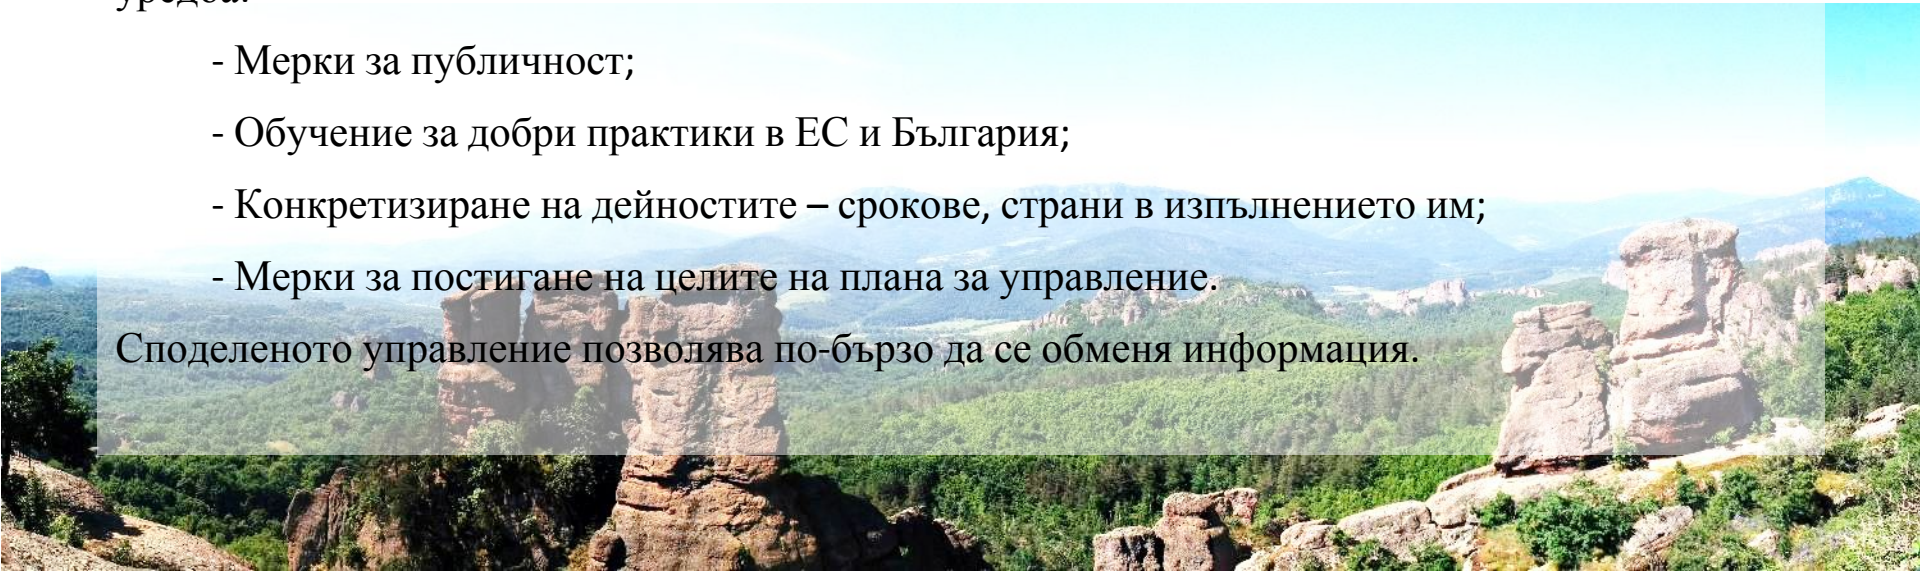 - Мерки за публичност;
- Обучение за добри практики в ЕС и България;
- Конкретизиране на дейностите – срокове, страни в изпълнението им;
- Мерки за постигане на целите на плана за управление.
Споделеното управление позволява по-бързо да се обменя информация.